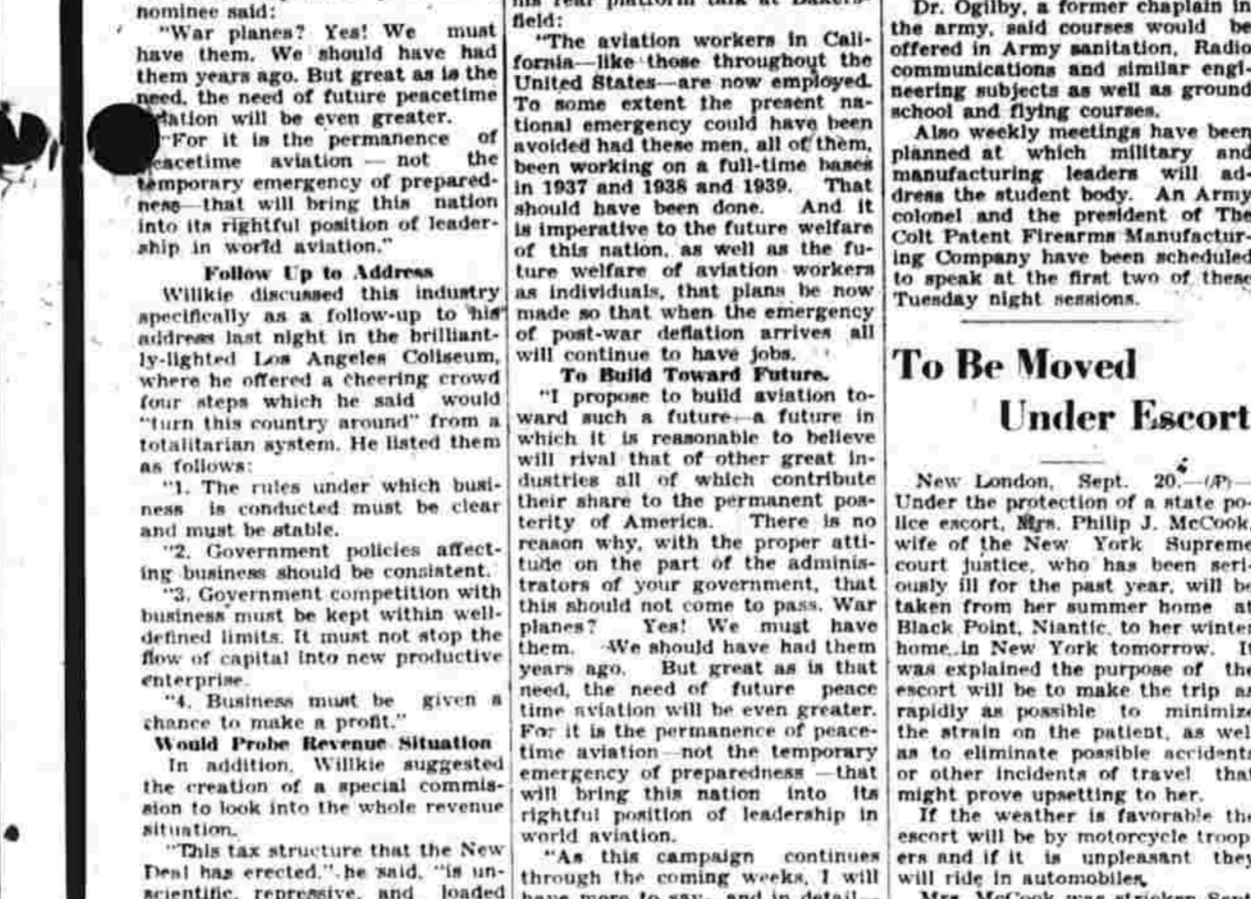 nominee said:
"War planes? Yes! We must
have them. We should have had
them years ago. But great as is the
need, the need of future peacetime
will be even greater.
"For it is the permanence of
peacetime aviation — not the
temporary emergency of prepared-
ness—that will bring this nation
into its rightful position of leader-
ship in world aviation."
Follow Up to Address
Willkie discussed this industry
specifically as a follow-up to his
address last night in the brilliant-
ly-lighted Los Angeles Coliseum,
where he offered a cheering crowd
four steps which he said would
"turn this country around" from a
totalitarian system. He listed them
as follows:
"1. The rules under which busi-
ness is conducted must be clear
and must be stable.
"2. Government policies affect-
ing business should be consistent.
"3. Government competition with
business must be kept within well-
defined limits. It must not stop the
flow of capital into new productive
enterprise.
"4. Business must be given a
chance to make a profit."
Would Probe Revenue Situation
In addition, Willkie suggested
the creation of a special commis-
sion to look into the whole revenue
situation.
"This tax structure that the New
Deal has erected," he said, "is un-
scientific, repressive, and loaded
his rear platform talk at Bakers-
field:
"The aviation workers in Cali-
fornia—like those throughout the
United States—are now employed.
To some extent the present na-
tional emergency could have been
avoided had these men, all of them,
been working on a full-time bases
in 1937 and 1938 and 1939. That
should have been done. And it
is imperative to the future welfare
of this nation, as well as the fu-
ture welfare of aviation workers
as individuals, that plans be now
made so that when the emergency
of post-war deflation arrives all
will continue to have jobs.
To Build Toward Future.
"I propose to build aviation to-
ward such a future—a future in
which it is reasonable to believe
will rival that of other great in-
dustries all of which contribute
their share to the permanent pos-
terity of America. There is no
reason why, with the proper atti-
tude on the part of the adminis-
trators of your government, that
this should not come to pass. War
planes? Yes! We must have
them. We should have had them
years ago. But great as is that
need, the need of future peace
time aviation will be even greater.
For it is the permanence of peace-
time aviation—not the temporary
emergency of preparedness —that
will bring this nation into its
rightful position of leadership in
world aviation.
"As this campaign continues
through the coming weeks, I will
have more to say, and in detail—
Dr. Ogilby, a former chaplain in
the army, said courses would be
offered in Army sanitation, Radio
communications and similar engi-
neering subjects as well as ground
school and flying courses.
Also weekly meetings have been
planned at which military and
manufacturing leaders will ad-
dress the student body. An Army
colonel and the president of The
Colt Patent Firearms Manufactur-
ing Company have been scheduled
to speak at the first two of these
Tuesday night sessions.
To Be Moved
Under Escort
New London, Sept. 20.—(AP)—
Under the protection of a state po-
lice escort, Mrs. Philip J. McCook,
wife of the New York Supreme
court justice, who has been seri-
ously ill for the past year, will be
taken from her summer home at
Black Point, Niantic, to her winter
home in New York tomorrow. It
was explained the purpose of the
escort will be to make the trip as
rapidly as possible to minimize
the strain on the patient, as well
as to eliminate possible accidents
or other incidents of travel that
might prove upsetting to her.
If the weather is favorable the
escort will be by motorcycle troop-
ers and if it is unpleasant they
will ride in automobiles.
Mrs. McCook was stricken Sept.